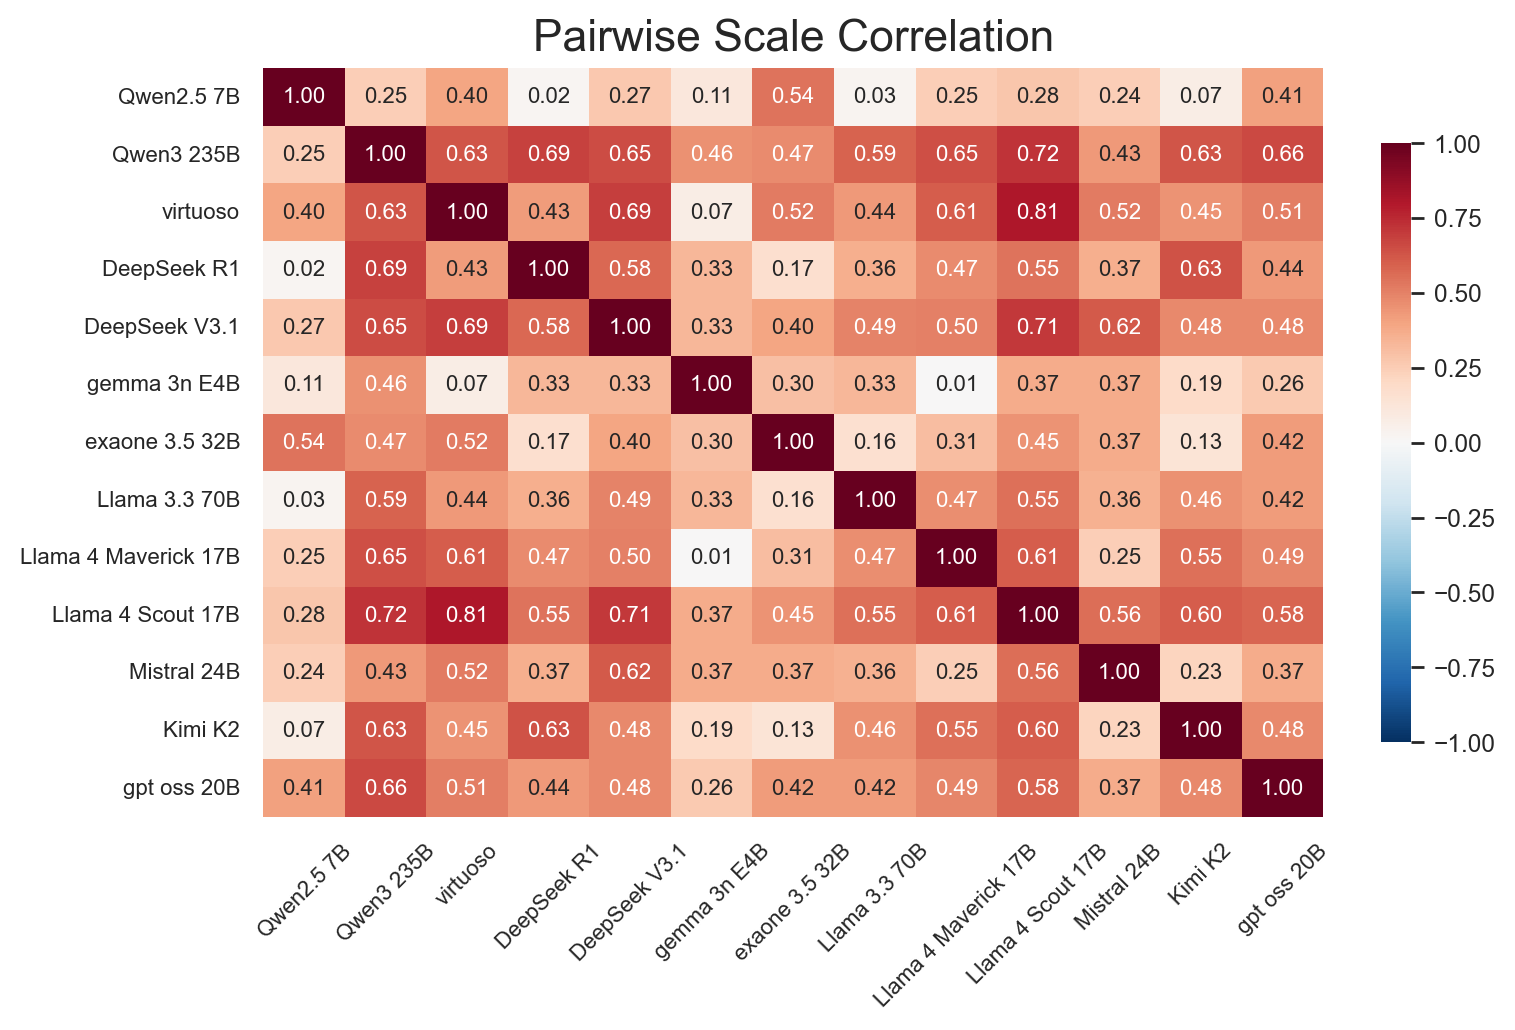 Pairwise Scale Correlation
Qwen2.5 7B 1.00 0.25 0.40 0.02 0.27 0.11 0.54 0.03 0.25 0.28 0.24 0.07 0.41
Qwen3 235B 0.25 1.00 0.63 0.69 0.65 0.46 0.47 0.59 0.65 0.72 0.43 0.63 0.66
virtuoso 0.40 0.63 1.00 0.43 0.69 0.07 0.52 0.44 0.61 0.81 0.52 0.45 0.51
DeepSeek R1 0.02 0.69 0.43 1.00 0.58 0.33 0.17 0.36 0.47 0.55 0.37 0.63 0.44
DeepSeek V3.1 0.27 0.65 0.69 0.58 1.00 0.33 0.40 0.49 0.50 0.71 0.62 0.48 0.48
gemma 3n E4B 0.11 0.46 0.07 0.33 0.33 1.00 0.30 0.33 0.01 0.37 0.37 0.19 0.26
exaone 3.5 32B 0.54 0.47 0.52 0.17 0.40 0.30 1.00 0.16 0.31 0.45 0.37 0.13 0.42
Llama 3.3 70B 0.03 0.59 0.44 0.36 0.49 0.33 0.16 1.00 0.47 0.55 0.36 0.46 0.42
Llama 4 Maverick 17B 0.25 0.65 0.61 0.47 0.50 0.01 0.31 0.47 1.00 0.61 0.25 0.55 0.49
Llama 4 Scout 17B 0.28 0.72 0.81 0.55 0.71 0.37 0.45 0.55 0.61 1.00 0.56 0.60 0.58
Mistral 24B 0.24 0.43 0.52 0.37 0.62 0.37 0.37 0.36 0.25 0.56 1.00 0.23 0.37
Kimi K2 0.07 0.63 0.45 0.63 0.48 0.19 0.13 0.46 0.55 0.60 0.23 1.00 0.48
gpt oss 20B 0.41 0.66 0.51 0.44 0.48 0.26 0.42 0.42 0.49 0.58 0.37 0.48 1.00
Qwen2.5 7B
Qwen3 235B
virtuoso
DeepSeek R1
DeepSeek V3.1
gemma 3n E4B
exaone 3.5 32B
Llama 3.3 70B
Llama 4 Maverick 17B
Llama 4 Scout 17B
Mistral 24B
Kimi K2
gpt oss 20B
1.00
0.75
0.50
0.25
0.00
−0.25
−0.50
−0.75
−1.00